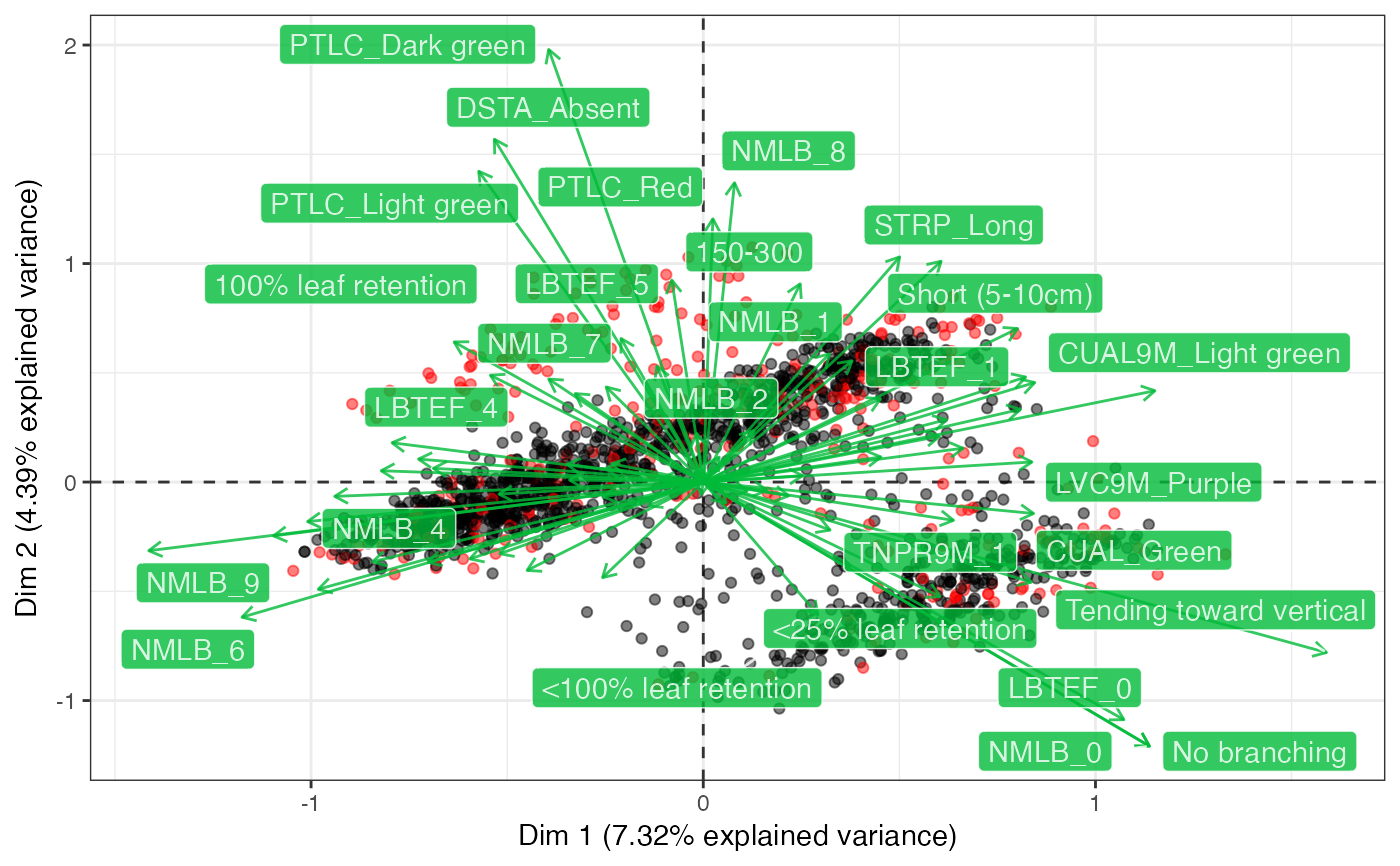 PTLC_Dark green
DSTA_Absent
NMLB_8
PTLC_Red
PTLC_Light green
STRP_Long
150-300
100% leaf retention
LBTEF_5
Short (5-10cm)
NMLB_1
NMLB_7
CUAL9M_Light green
LBTEF_1
NMLB_2
LBTEF_4
LVC9M_Purple
NMLB_4
TNPR9M_1
CUAL_Green
NMLB_9
Tending toward vertical
<25% leaf retention
NMLB_6
<100% leaf retention
LBTEF_0
NMLB_0
No branching
2
1
0
-1
-1
0
1
Dim 1 (7.32% explained variance)
Dim 2 (4.39% explained variance)